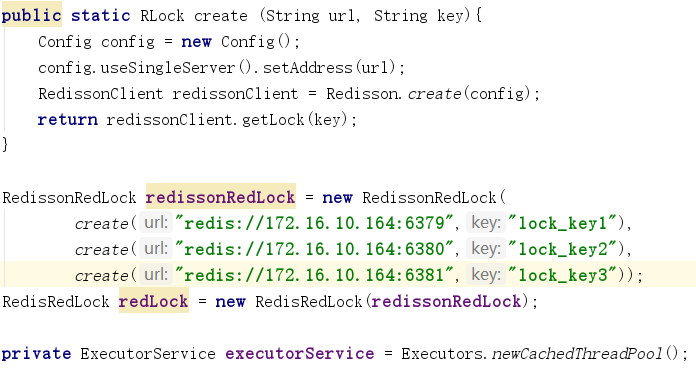 public static RLock create (String url, String key){
    Config config = new Config();
    config.useSingleServer().setAddress(url);
    RedissonClient redissonClient = Redisson.create(config);
    return redissonClient.getLock(key);
}
RedissonRedLock redissonRedLock = new RedissonRedLock(
        create( url: "redis://172.16.10.164:6379", key: "lock_key1"),
        create( url: "redis://172.16.10.164:6380", key: "lock_key2"),
        create( url: "redis://172.16.10.164:6381", key: "lock_key3"));
RedisRedLock redLock = new RedisRedLock(redissonRedLock);
private ExecutorService executorService = Executors.newCachedThreadPool();